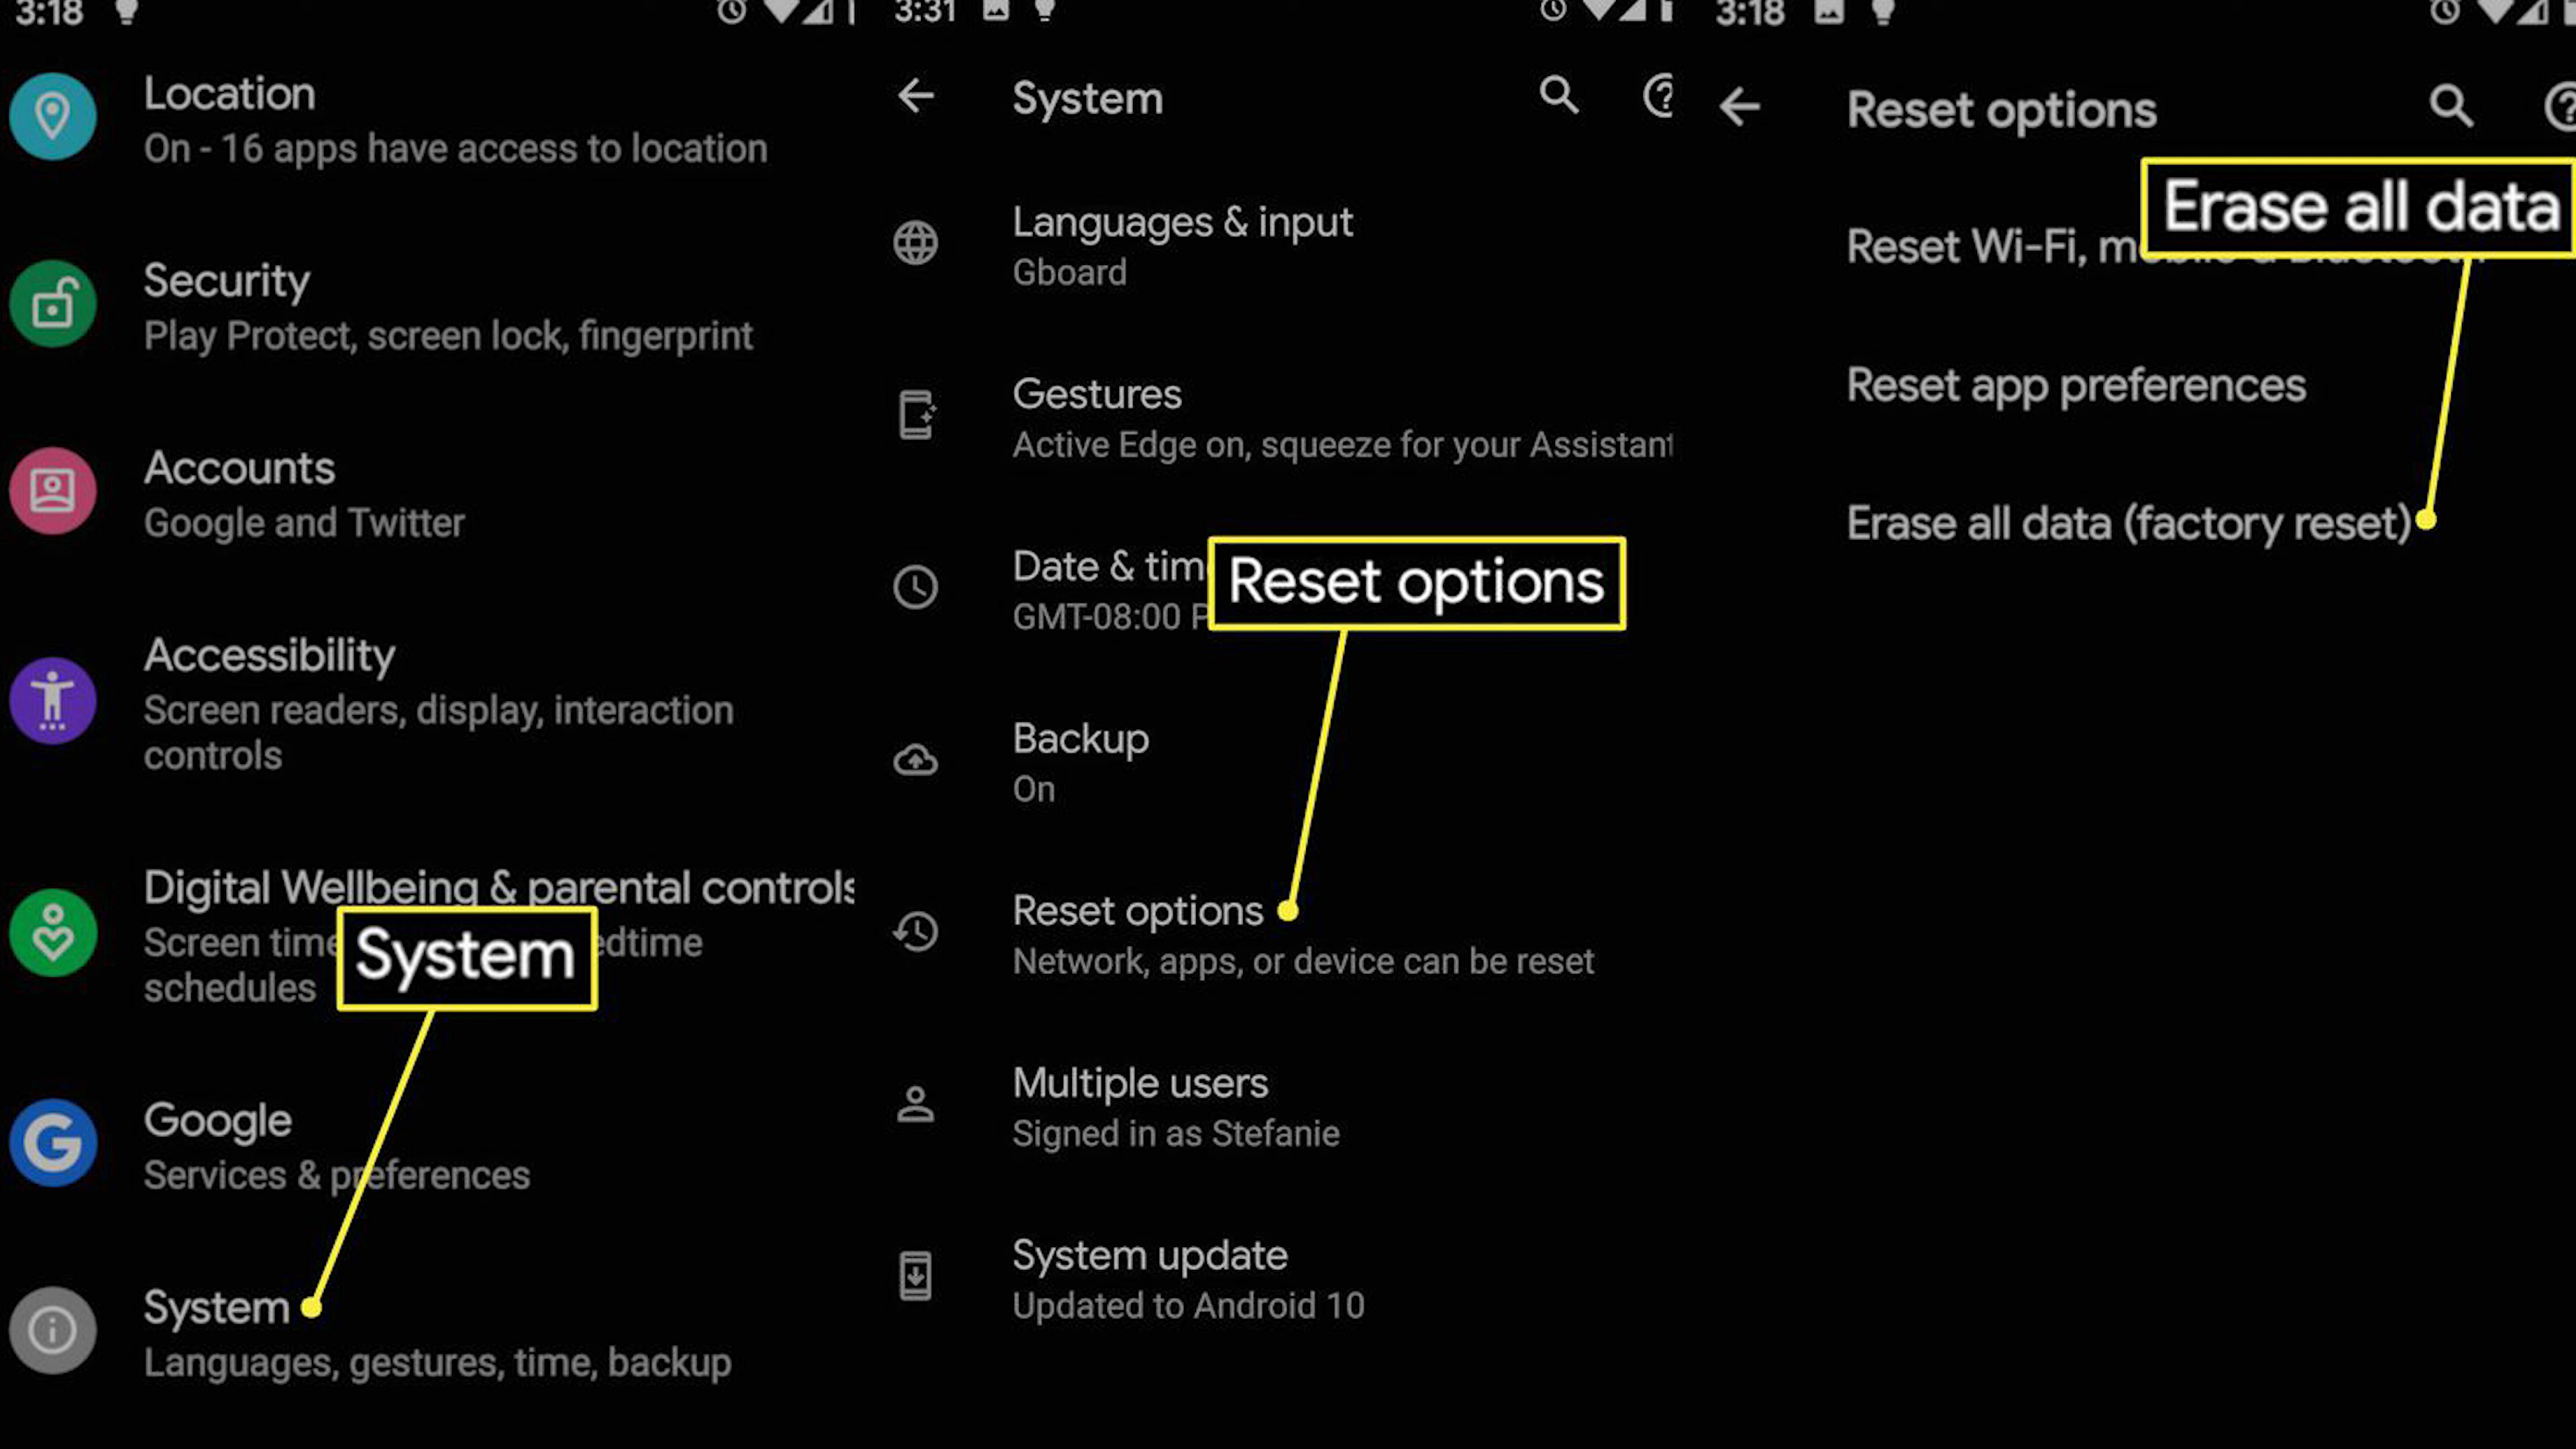 3:18
Location
On - 16 apps have access to location
Security
Play Protect, screen lock, fingerprint
Accounts
Google and Twitter
Accessibility
Screen readers, display, interaction
controls
Digital Wellbeing & parental controls
Screen time edtime
schedules
System
Google
Services & preferences
System
Languages, gestures, time, backup
3:31
System
Languages & input
Gboard
Gestures
Active Edge on, squeeze for your Assistant
Date & tim
GMT-08:00 P
Reset options
Backup
On
Reset options
Network, apps, or device can be reset
Multiple users
Signed in as Stefanie
System update
Updated to Android 10
3:18
Reset options
Erase all data
Reset Wi-Fi, mobile & Bluetooth
Reset app preferences
Erase all data (factory reset)